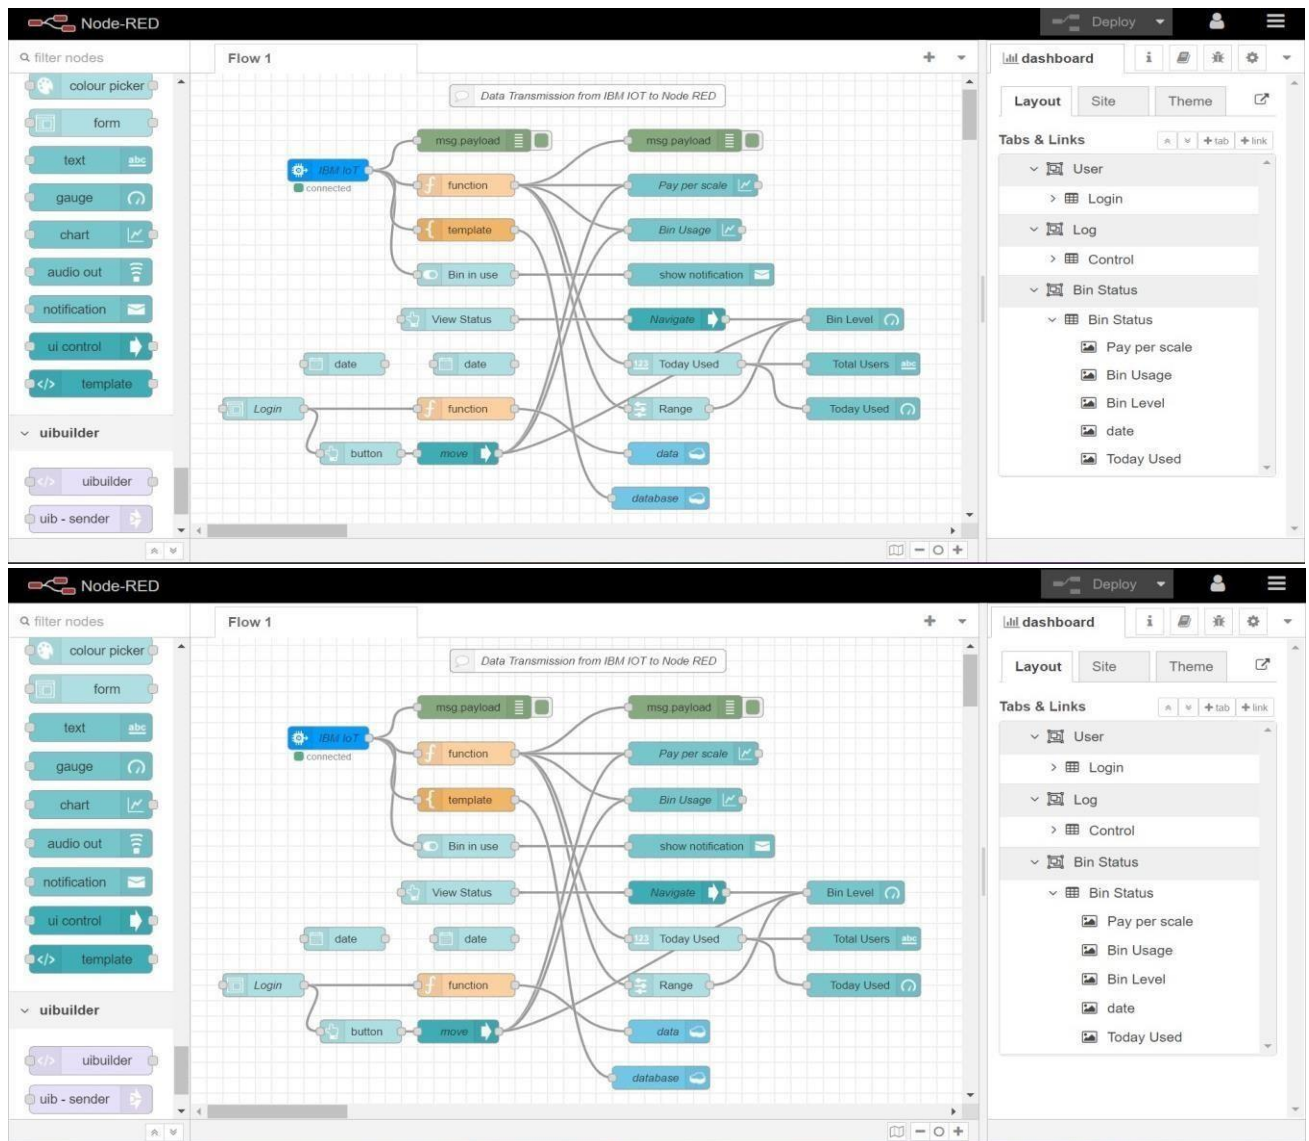 Node-RED
Deploy
filter nodes
Flow 1
dashboard
i
colour picker
form
text
abc
gauge
chart
audio out
notification
ui control
</> template
uibuilder
</> uibuilder
uib - sender
Data Transmission from IBM IOT to Node RED
msg.payload
msg.payload
IBM IoT
connected
f function
Pay per scale
{ template
Bin Usage
Bin in use
show notification
View Status
Navigate
Bin Level
date
date
123 Today Used
Total Users abc
Login
f function
Range
Today Used
button
move
data
database
Layout
Site
Theme
Tabs & Links
+ tab
+ link
User
Login
Log
Control
Bin Status
Bin Status
Pay per scale
Bin Usage
Bin Level
date
Today Used
Node-RED
Deploy
filter nodes
Flow 1
dashboard
i
colour picker
form
text
abc
gauge
chart
audio out
notification
ui control
</> template
uibuilder
</> uibuilder
uib - sender
Data Transmission from IBM IOT to Node RED
msg.payload
msg.payload
IBM IoT
connected
f function
Pay per scale
{ template
Bin Usage
Bin in use
show notification
View Status
Navigate
Bin Level
date
date
123 Today Used
Total Users abc
Login
f function
Range
Today Used
button
move
data
database
Layout
Site
Theme
Tabs & Links
+ tab
+ link
User
Login
Log
Control
Bin Status
Bin Status
Pay per scale
Bin Usage
Bin Level
date
Today Used